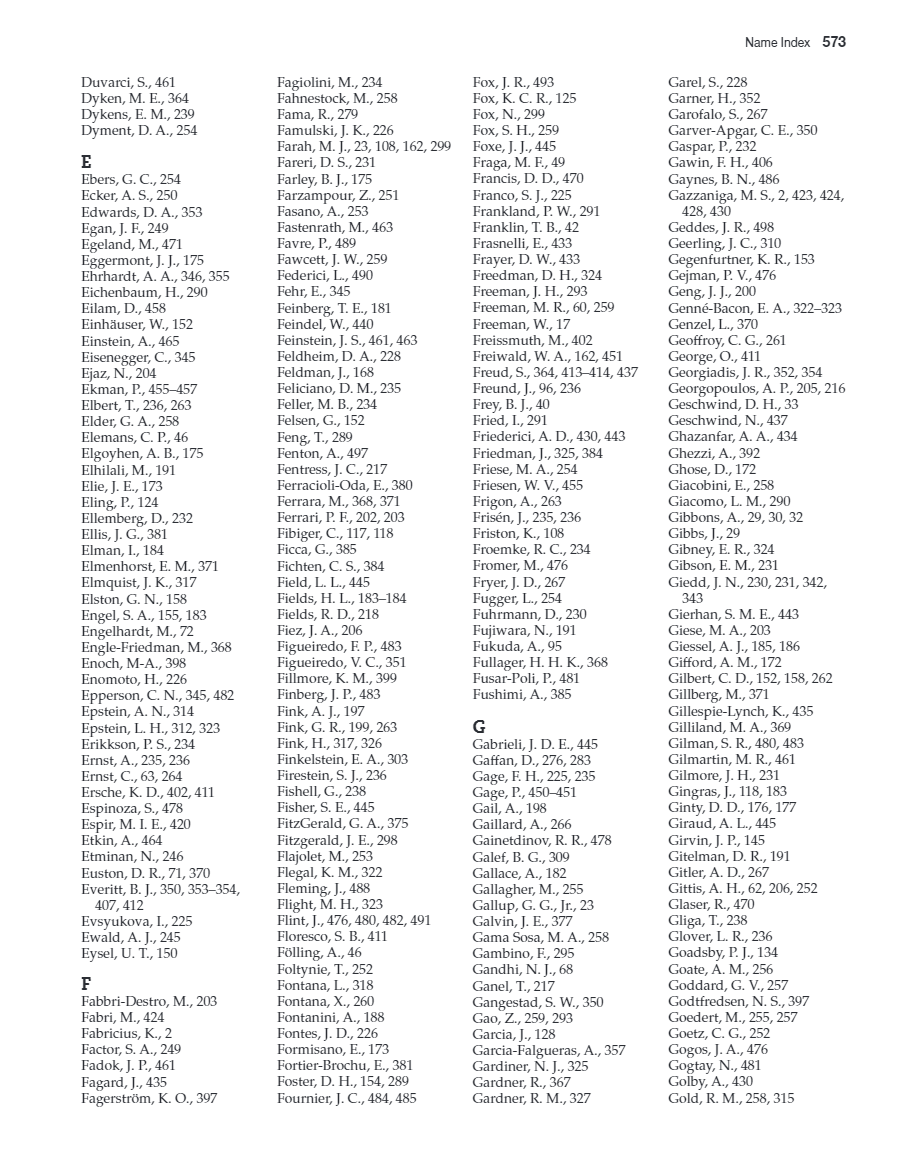 Name Index 573
Duvarci, S., 461
Dyken, M. E., 364
Dykens, E. M., 239
Dyment, D. A., 254
E
Ebers, G. C., 254
Ecker, A. S., 250
Edwards, D. A., 353
Egan, J. F., 249
Egeland, M., 471
Eggermont, J. J., 175
Ehrhardt, A. A., 346, 355
Eichenbaum, H., 290
Eilam, D., 458
Einhäuser, W., 152
Einstein, A., 465
Eisenegger, C., 345
Ejaz, N., 204
Ekman, P., 455–457
Elbert, T., 236, 263
Elder, G. A., 258
Elemans, C. P., 46
Elgoyhen, A. B., 175
Elhilali, M., 191
Elie, J. E., 173
Eling, P., 124
Ellemberg, D., 232
Ellis, J. G., 381
Elman, I., 184
Elmenhorst, E. M., 371
Elmquist, J. K., 317
Elston, G. N., 158
Engel, S. A., 155, 183
Engelhardt, M., 72
Engle-Friedman, M., 368
Enoch, M-A., 398
Enomoto, H., 226
Epperson, C. N., 345, 482
Epstein, A. N., 314
Epstein, L. H., 312, 323
Erikkson, P. S., 234
Ernst, A., 235, 236
Ernst, C., 63, 264
Ersche, K. D., 402, 411
Espinoza, S., 478
Espir, M. I. E., 420
Etkin, A., 464
Etminan, N., 246
Euston, D. R., 71, 370
Everitt, B. J., 350, 353–354,
407, 412
Evsyukova, I., 225
Ewald, A. J., 245
Eysel, U. T., 150
F
Fabbri-Destro, M., 203
Fabri, M., 424
Fabricius, K., 2
Factor, S. A., 249
Fadok, J. P., 461
Fagard, J., 435
Fagerström, K. O., 397
Fagiolini, M., 234
Fahnestock, M., 258
Fama, R., 279
Famulski, J. K., 226
Farah, M. J., 23, 108, 162, 299
Fareri, D. S., 231
Farley, B. J., 175
Farzampour, Z., 251
Fasano, A., 253
Fastenrath, M., 463
Favre, P., 489
Fawcett, J. W., 259
Federici, L., 490
Fehr, E., 345
Feinberg, T. E., 181
Feindel, W., 440
Feinstein, J. S., 461, 463
Feldheim, D. A., 228
Feldman, J., 168
Feliciano, D. M., 235
Feller, M. B., 234
Felsen, G., 152
Feng, T., 289
Fenton, A., 497
Fentress, J. C., 217
Ferracioli-Oda, E., 380
Ferrara, M., 368, 371
Ferrari, P. F., 202, 203
Fibiger, C., 117, 118
Ficca, G., 385
Fichten, C. S., 384
Field, L. L., 445
Fields, H. L., 183–184
Fields, R. D., 218
Fiez, J. A., 206
Figueiredo, F. P., 483
Figueiredo, V. C., 351
Fillmore, K. M., 399
Finberg, J. P., 483
Fink, A. J., 197
Fink, G. R., 199, 263
Fink, H., 317, 326
Finkelstein, E. A., 303
Firestein, S. J., 236
Fishell, G., 238
Fisher, S. E., 445
FitzGerald, G. A., 375
Fitzgerald, J. E., 298
Flajolet, M., 253
Flegal, K. M., 322
Fleming, J., 488
Flight, M. H., 323
Flint, J., 476, 480, 482, 491
Floresco, S. B., 411
Fölling, A., 46
Foltynie, T., 252
Fontana, L., 318
Fontana, X., 260
Fontanini, A., 188
Fontes, J. D., 226
Formisano, E., 173
Fortier-Brochu, E., 381
Foster, D. H., 154, 289
Fournier, J. C., 484, 485
Fox, J. R., 493
Fox, K. C. R., 125
Fox, N., 299
Fox, S. H., 259
Foxe, J. J., 445
Fraga, M. F., 49
Francis, D. D., 470
Franco, S. J., 225
Frankland, P. W., 291
Franklin, T. B., 42
Frasnelli, E., 433
Frayer, D. W., 433
Freedman, D. H., 324
Freeman, J. H., 293
Freeman, M. R., 60, 259
Freeman, W., 17
Freissmuth, M., 402
Freiwald, W. A., 162, 451
Freud, S., 364, 413–414, 437
Freund, J., 96, 236
Frey, B. J., 40
Fried, I., 291
Friederici, A. D., 430, 443
Friedman, J., 325, 384
Friese, M. A., 254
Friesen, W. V., 455
Frigon, A., 263
Frisén, J., 235, 236
Friston, K., 108
Froemke, R. C., 234
Fromer, M., 476
Fryer, J. D., 267
Fugger, L., 254
Fuhrmann, D., 230
Fujiwara, N., 191
Fukuda, A., 95
Fullager, H. H. K., 368
Fusar-Poli, P., 481
Fushimi, A., 385
G
Gabrieli, J. D. E., 445
Gaffan, D., 276, 283
Gage, F. H., 225, 235
Gage, P., 450–451
Gail, A., 198
Gaillard, A., 266
Gainetdinov, R. R., 478
Galef, B. G., 309
Gallace, A., 182
Gallagher, M., 255
Gallup, G. G., Jr., 23
Galvin, J. E., 377
Gama Sosa, M. A., 258
Gambino, F., 295
Gandhi, N. J., 68
Ganel, T., 217
Gangestad, S. W., 350
Gao, Z., 259, 293
Garcia, J., 128
Garcia-Falgueras, A., 357
Gardiner, N. J., 325
Gardner, R., 367
Gardner, R. M., 327
Garel, S., 228
Garner, H., 352
Garofalo, S., 267
Garver-Apgar, C. E., 350
Gaspar, P., 232
Gawin, F. H., 406
Gaynes, B. N., 486
Gazzaniga, M. S., 2, 423, 424,
428, 430
Geddes, J. R., 498
Geerling, J. C., 310
Gegenfurtner, K. R., 153
Gejman, P. V., 476
Geng, J. J., 200
Genné-Bacon, E. A., 322–323
Genzel, L., 370
Geoffroy, C. G., 261
George, O., 411
Georgiadis, J. R., 352, 354
Georgopoulos, A. P., 205, 216
Geschwind, D. H., 33
Geschwind, N., 437
Ghazanfar, A. A., 434
Ghezzi, A., 392
Ghose, D., 172
Giacobini, E., 258
Giacomo, L. M., 290
Gibbons, A., 29, 30, 32
Gibbs, J., 29
Gibney, E. R., 324
Gibson, E. M., 231
Giedd, J. N., 230, 231, 342,
343
Gierhan, S. M. E., 443
Giese, M. A., 203
Giessel, A. J., 185, 186
Gifford, A. M., 172
Gilbert, C. D., 152, 158, 262
Gillberg, M., 371
Gillespie-Lynch, K., 435
Gilliland, M. A., 369
Gilman, S. R., 480, 483
Gilmartin, M. R., 461
Gilmore, J. H., 231
Gingras, J., 118, 183
Ginty, D. D., 176, 177
Giraud, A. L., 445
Girvin, J. P., 145
Gitelman, D. R., 191
Gitler, A. D., 267
Gittis, A. H., 62, 206, 252
Glaser, R., 470
Gliga, T., 238
Glover, L. R., 236
Goadsby, P. J., 134
Goate, A. M., 256
Goddard, G. V., 257
Godtfredsen, N. S., 397
Goedert, M., 255, 257
Goetz, C. G., 252
Gogos, J. A., 476
Gogtay, N., 481
Golby, A., 430
Gold, R. M., 258, 315